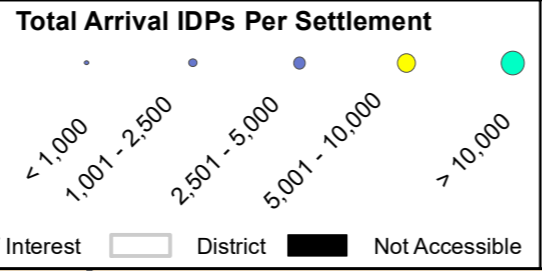 Total Arrival IDPs Per Settlement
< 1,000
1,001 - 2,500
2,501 - 5,000
5,001 - 10,000
> 10,000
Interest District Not Accessible